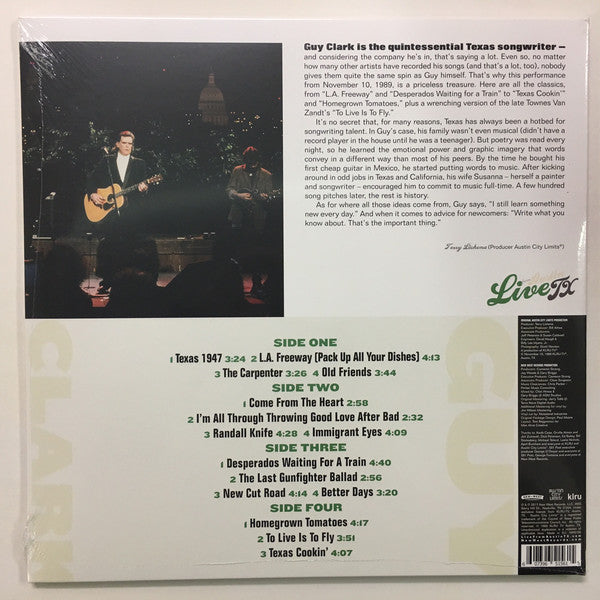 Guy Clark is the quintessential Texas songwriter –
and considering the company he's in, that's saying a lot. Even so, no matter
how many other artists have recorded his songs (and that's a lot, too), nobody
gives them quite the same spin as Guy himself. That's why this performance
from November 10, 1989, is a priceless treasure. Here are all the classics,
from "L.A. Freeway" and "Desperados Waiting for a Train" to "Texas Cookin'"
and "Homegrown Tomatoes," plus a wrenching version of the late Townes Van
Zandt's "To Live Is To Fly."
It's no secret that, for many reasons, Texas has always been a hotbed for
songwriting talent. In Guy's case, his family wasn't even musical (didn't have a
record player in the house until he was a teenager). But poetry was read every
night, so he learned the emotional power and graphic imagery that words
convey in a different way than most of his peers. By the time he bought his
first cheap guitar in Mexico, he started putting words to music. After kicking
around in odd jobs in Texas and California, his wife Susanna – herself a painter
and songwriter – encouraged him to commit to music full-time. A few hundred
song pitches later, the rest is history.
As for where all those ideas come from, Guy says, "I still learn something
new every day." And when it comes to advice for newcomers: "Write what you
know about. That's the important thing."
Terry Lickona (Producer Austin City Limits®)
Live TX
CLARK
GUY
SIDE ONE
1 Texas 1947 3:24 2 L.A. Freeway (Pack Up All Your Dishes) 4:13
3 The Carpenter 3:26 4 Old Friends 3:44
SIDE TWO
1 Come From The Heart 2:58
2 I'm All Through Throwing Good Love After Bad 2:32
3 Randall Knife 4:28 4 Immigrant Eyes 4:09
SIDE THREE
1 Desperados Waiting For A Train 4:40
2 The Last Gunfighter Ballad 2:56
3 New Cut Road 4:14 4 Better Days 3:20
SIDE FOUR
1 Homegrown Tomatoes 4:17
2 To Live Is To Fly 3:51
3 Texas Cookin' 4:07
NEW WEST
AUSTIN
CITY
LIMITS
klru